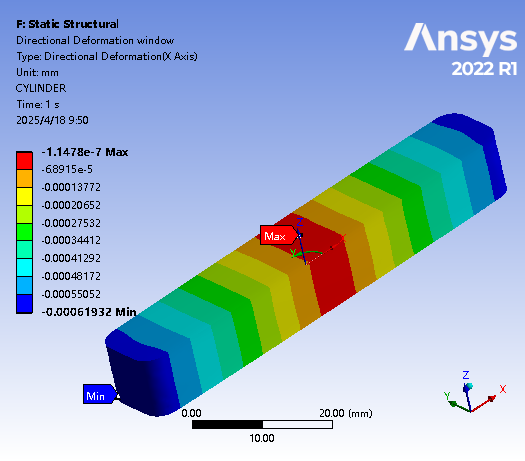 F: Static Structural
Directional Deformation window
Type: Directional Deformation(X Axis)
Unit: mm
CYLINDER
Time: 1 s
2025/4/18 9:50
Ansys
2022 R1
-1.1478e-7 Max
-6.8915e-5
-0.00013772
-0.00020652
-0.00027532
-0.00034412
-0.00041292
-0.00048172
-0.00055052
-0.00061932 Min
Max
Min
0.00
20.00 (mm)
10.00
Z
Y
X